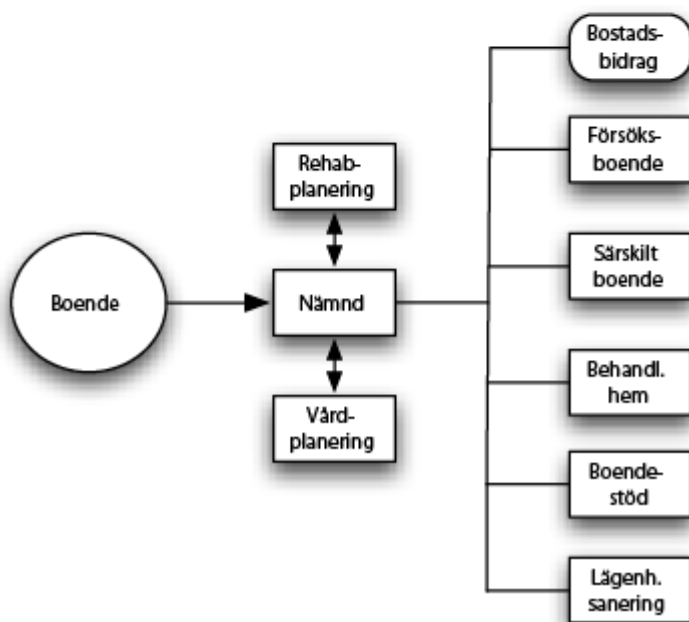 Boende
Rehab-
planering
Nämnd
Vård-
planering
Bostads-
bidrag
Försöks-
boende
Särskilt
boende
Behandl.
hem
Boende-
stöd
Lägenh.
sanering